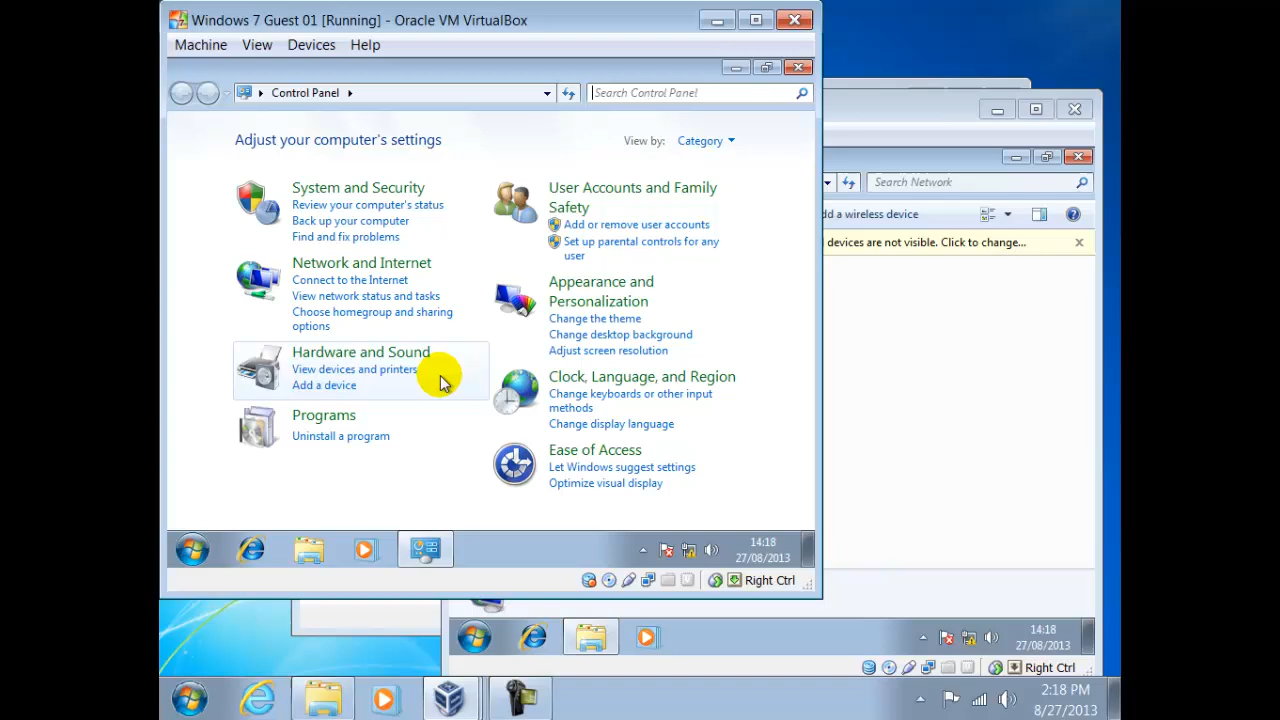 Windows 7 Guest 01 [Running] - Oracle VM VirtualBox
Machine View Devices Help
Control Panel
Search Control Panel
Adjust your computer's settings
View by: Category
System and Security
Review your computer's status
Back up your computer
Find and fix problems
Network and Internet
Connect to the Internet
View network status and tasks
Choose homegroup and sharing
options
Hardware and Sound
View devices and printers
Add a device
Programs
Uninstall a program
User Accounts and Family
Safety
Add or remove user accounts
Set up parental controls for any
user
Appearance and
Personalization
Change the theme
Change desktop background
Adjust screen resolution
Clock, Language, and Region
Change keyboards or other input
methods
Change display language
Ease of Access
Let Windows suggest settings
Optimize visual display
14:18
27/08/2013
Right Ctrl
Search Network
a wireless device
devices are not visible. Click to change...
14:18
27/08/2013
Right Ctrl
2:18 PM
8/27/2013